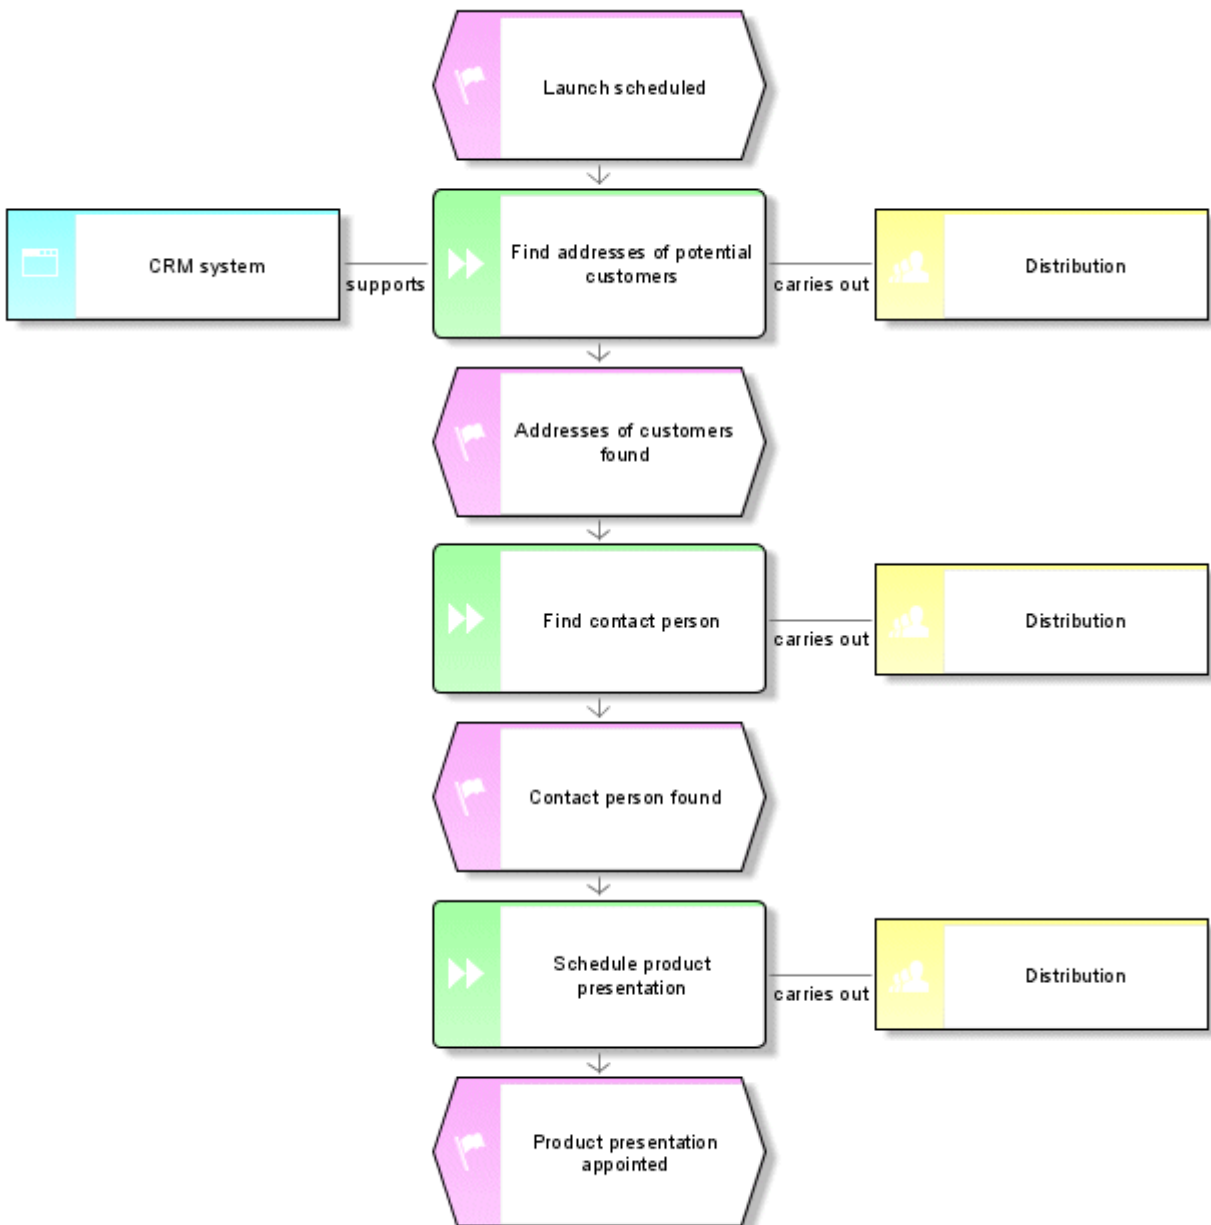 Launch scheduled
CRM system
supports
Find addresses of potential
customers
carries out
Distribution
Addresses of customers
found
Find contact person
carries out
Distribution
Contact person found
Schedule product
presentation
carries out
Distribution
Product presentation
appointed